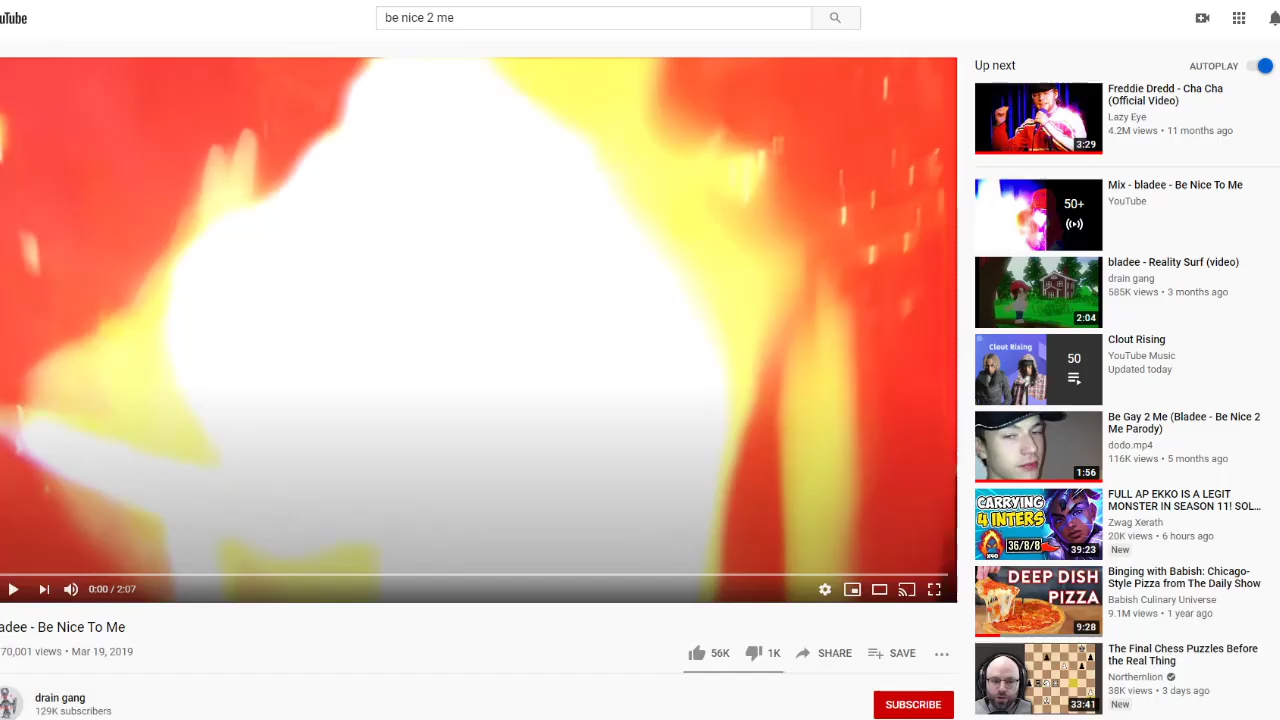 uTube
be nice 2 me
Up next
AUTOPLAY
3:29
Freddie Dredd - Cha Cha
(Official Video)
Lazy Eye
4.2M views • 11 months ago
50+
Mix - bladee - Be Nice To Me
YouTube
2:04
bladee - Reality Surf (video)
drain gang
585K views • 3 months ago
Clout Rising
50
Clout Rising
YouTube Music
Updated today
1:56
Be Gay 2 Me (Bladee - Be Nice 2
Me Parody)
dodo.mp4
116K views • 5 months ago
CARRYING
4 INTERS
36/8/8
39:23
FULL AP EKKO IS A LEGIT
MONSTER IN SEASON 11! SOL...
Zwag Xerath
20K views • 6 hours ago
New
DEEP DISH
PIZZA
9:28
Binging with Babish: Chicago-
Style Pizza from The Daily Show
Babish Culinary Universe
9.1M views • 1 year ago
33:41
The Final Chess Puzzles Before
the Real Thing
Northernlion
38K views • 3 days ago
New
0:00 / 2:07
adee - Be Nice To Me
70,001 views • Mar 19, 2019
56K
1K
SHARE
SAVE
drain gang
129K subscribers
SUBSCRIBE